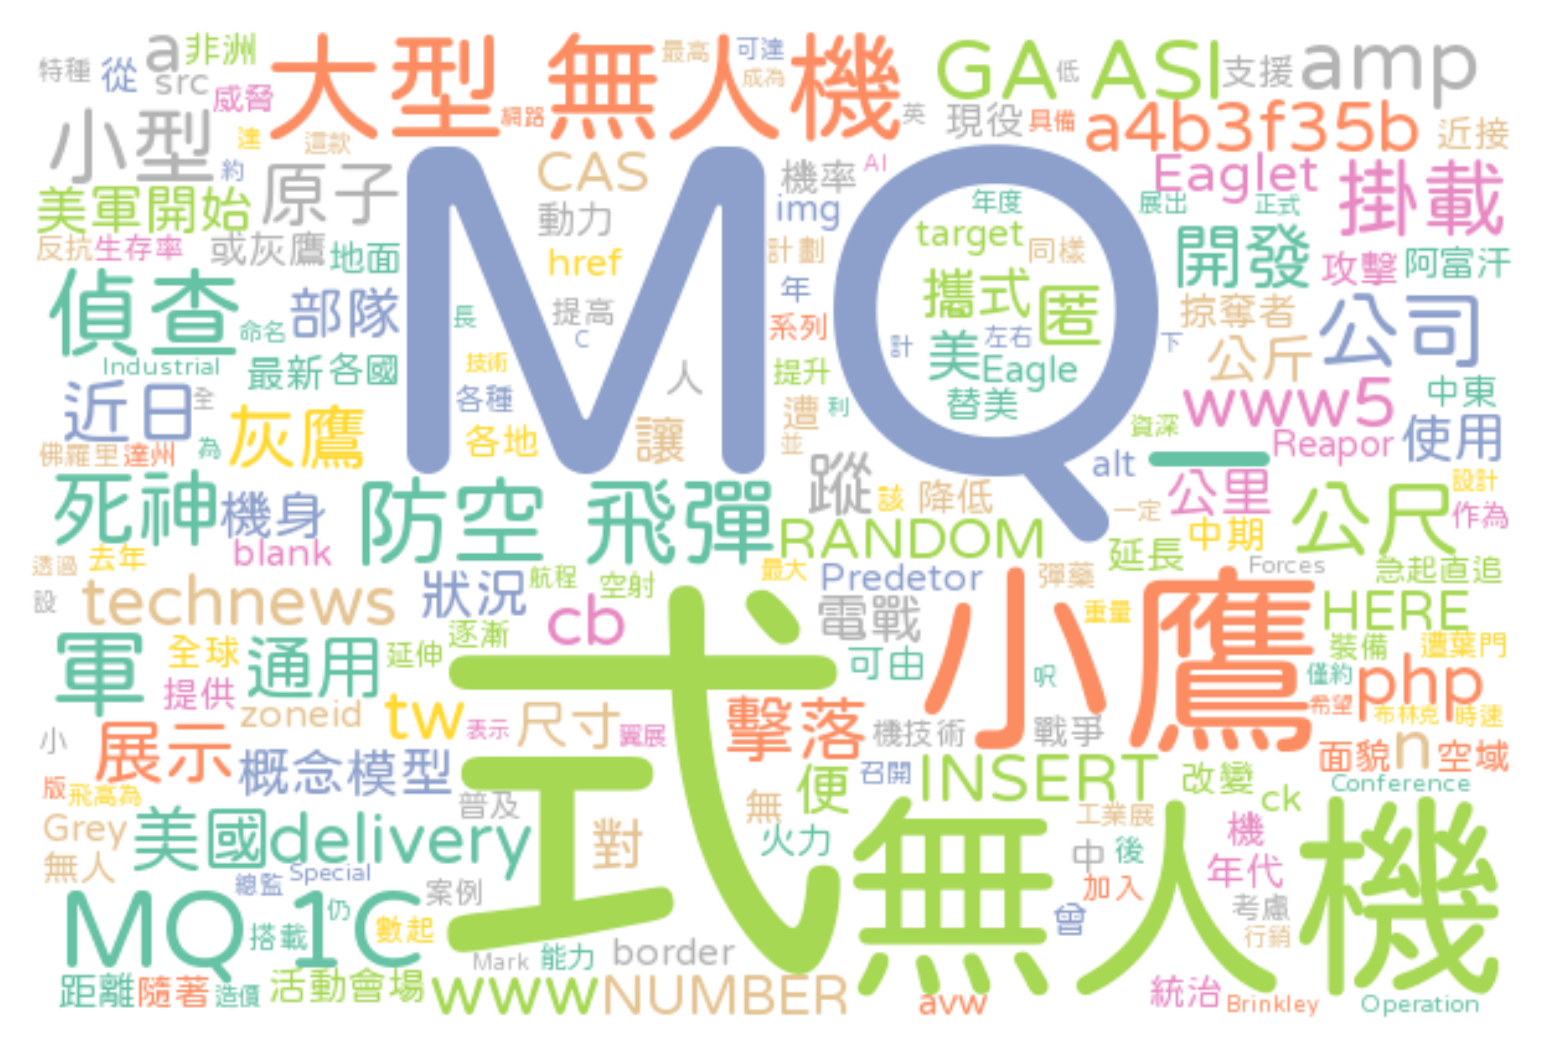 特種 從 a 非洲 大型 無人機 最高 可達 GA 低 ASI 支援 amp
src 威脅 成為
小型 達 這款 網路 英 現役 具備 a4b3f35b 近接
約 原子 CAS 機率 AI Eaglet 掛載
美軍開始 動力 img 年度 展出 正式
反抗 生存率 或灰鷹 地面 href 計劃 target 同樣 開發 攻擊 阿富汗
MQ
偵查 部隊 年 攜式 匿 掠奪者 公司
命名 長 提高 系列 計 美 左右 下 公斤
Industrial 最新 各國 技術 C 提升 Eagle
近日 全 各種 人 遭 利 替美 www5 中東
灰鷹 各地 讓 並 資深 使用
佛羅里 達州 為 Reapor
死神 機身 防空 飛彈 蹤 該 降低 alt _ 公里 公尺 設計
一定 作為
透過 去年 blank RANDOM 延長 中期
設 technews 狀況 航程 空射 最大 Predetor 彈藥 Forces 急起直追
cb 電戰 小鷹 重量 HERE
軍 全球 通用 延伸 逐漸 式 可由 呎 裝備 遭葉門
提供 僅約 php
zoneid tw 表示 尺寸 翼展 擊落 機技術 戰爭 希望 布林克 時速
小 展示 概念模型 面貌 n 空域
版 飛高為 普及 無 便 召開 INSERT 改變 ck Conference
Grey 美國 delivery 對 火力 無人機 工業展 機
無人 總監 Special 中 後 年代
MQ 1C 仍 案例 加入
搭載 數起 曾 考慮
Mark 能力 border 行銷
距離 隨著 造價 活動會場 www NUMBER avw 統治 Brinkley Operation